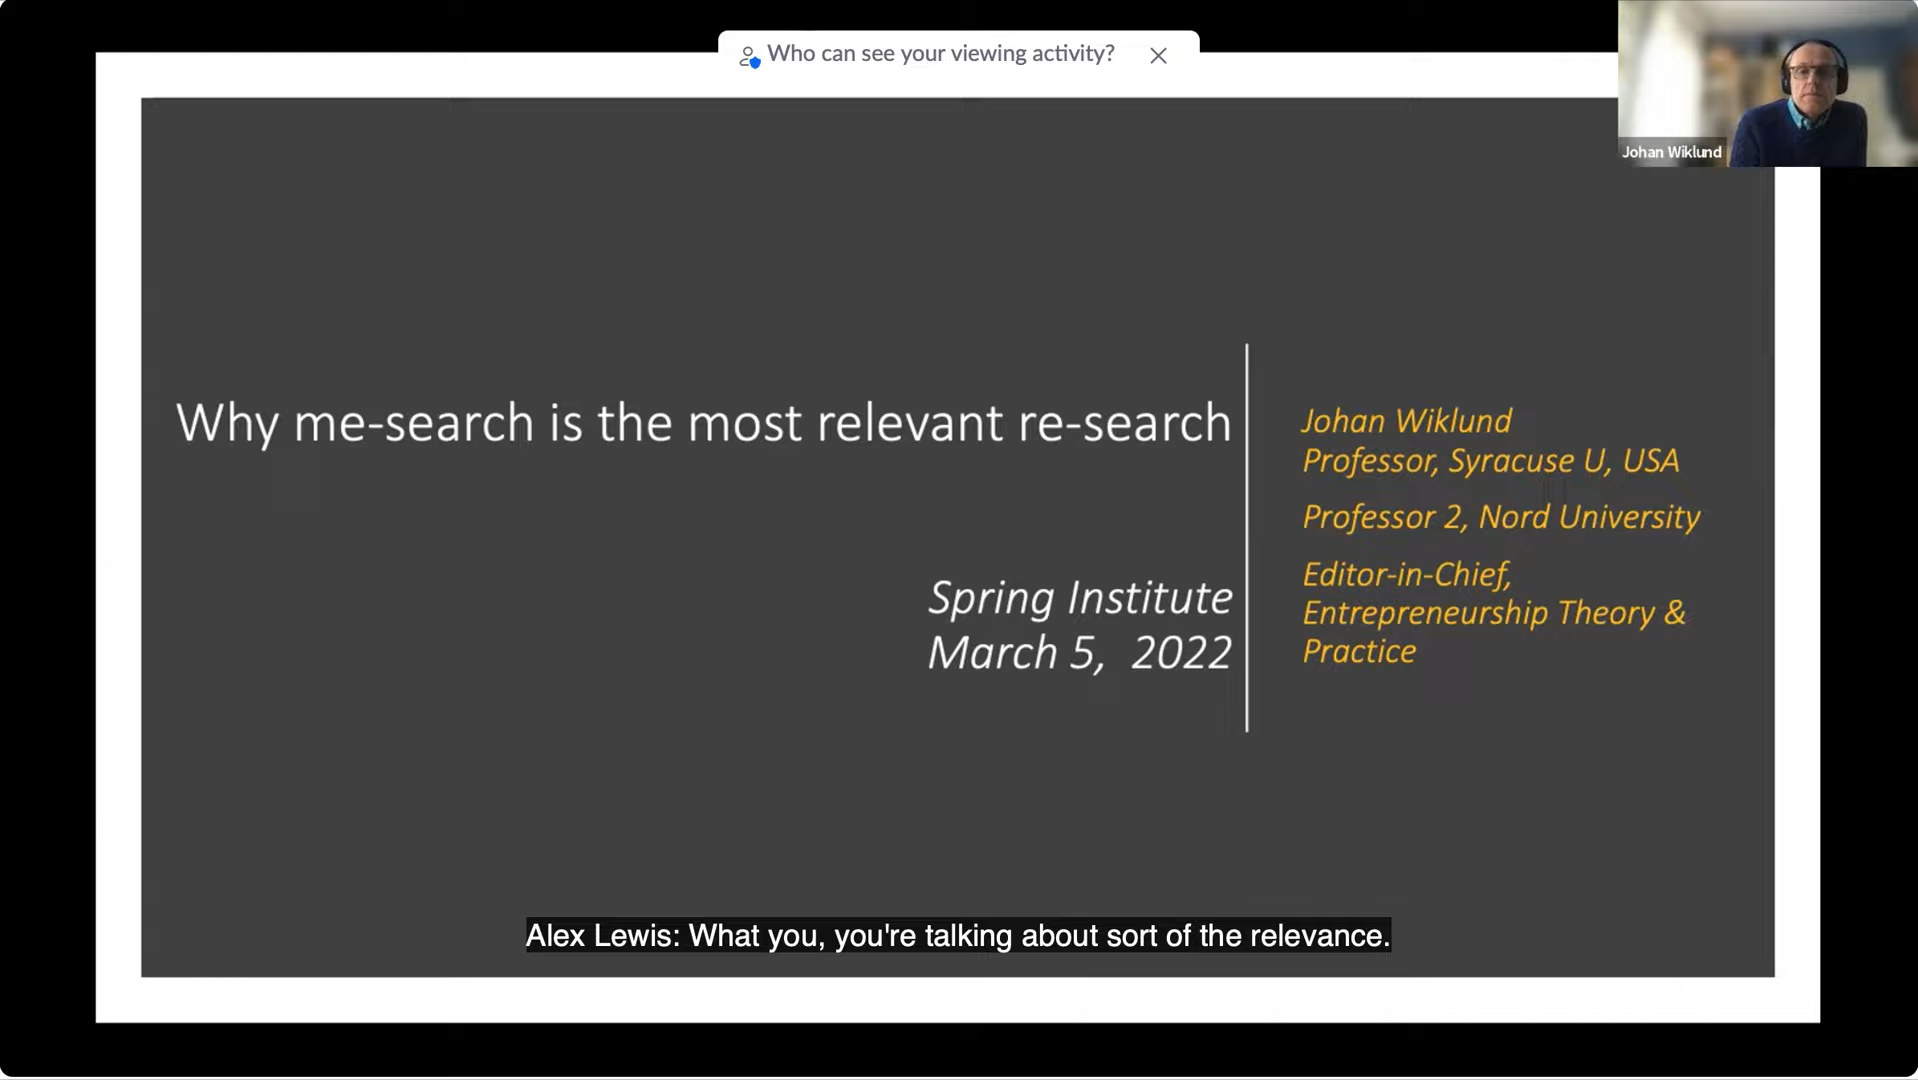 Who can see your viewing activity?
Johan Wiklund
Why me-search is the most relevant re-search
Spring Institute
March 5, 2022
Johan Wiklund
Professor, Syracuse U, USA
Professor 2, Nord University
Editor-in-Chief,
Entrepreneurship Theory &
Practice
Alex Lewis: What you, you're talking about sort of the relevance.